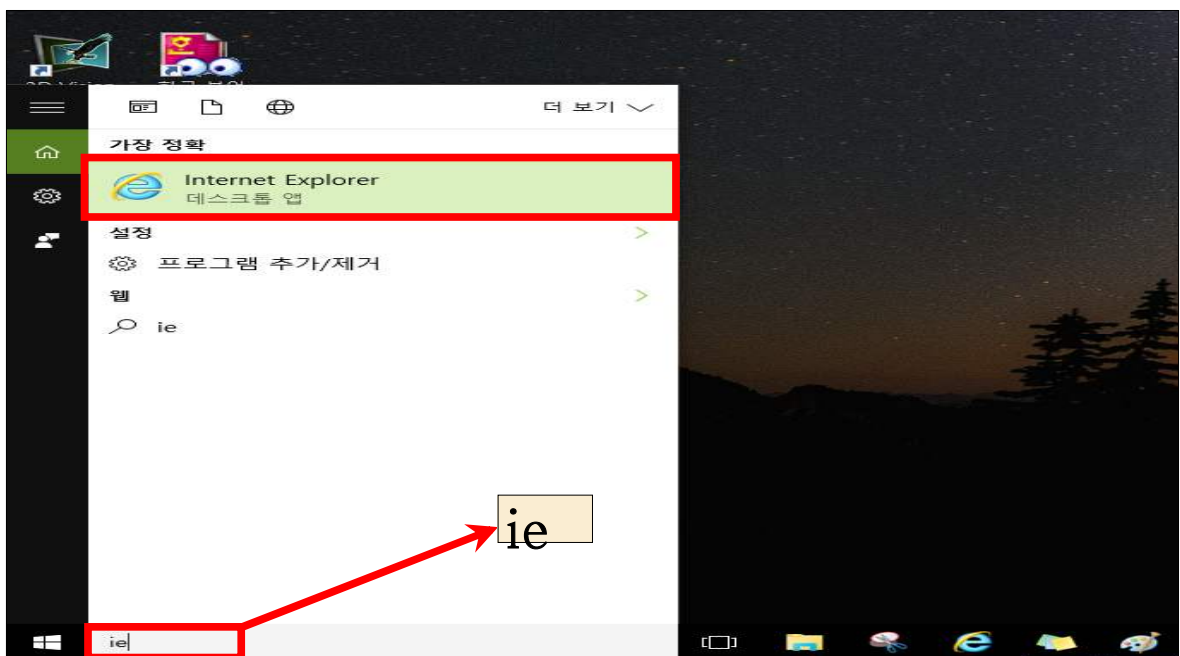 더 보기
가장 정확
Internet Explorer
데스크톱 앱
설정
프로그램 추가/제거
웹
ie
ie
ie